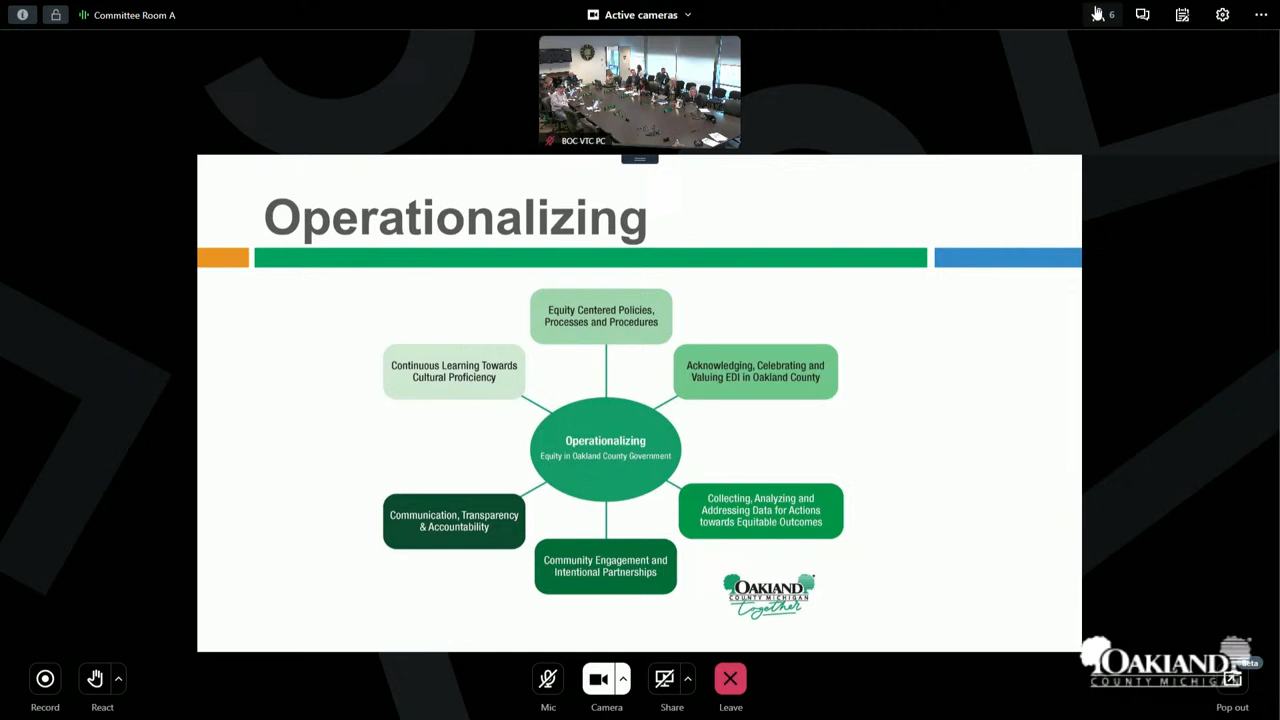 Committee Room A
Active cameras
6
BOC VTC PC
Operationalizing
Equity Centered Policies,
Processes and Procedures
Continuous Learning Towards
Cultural Proficiency
Acknowledging, Celebrating and
Valuing EDI in Oakland County
Operationalizing
Equity in Oakland County Government
Communication, Transparency
& Accountability
Collecting, Analyzing and
Addressing Data for Actions
towards Equitable Outcomes
Community Engagement and
Intentional Partnerships
OAKLAND
COUNTY MICHIGAN
together
OAKLAND
COUNTY MICHIGAN
Beta
Record
React
Mic
Camera
Share
Leave
Pop out